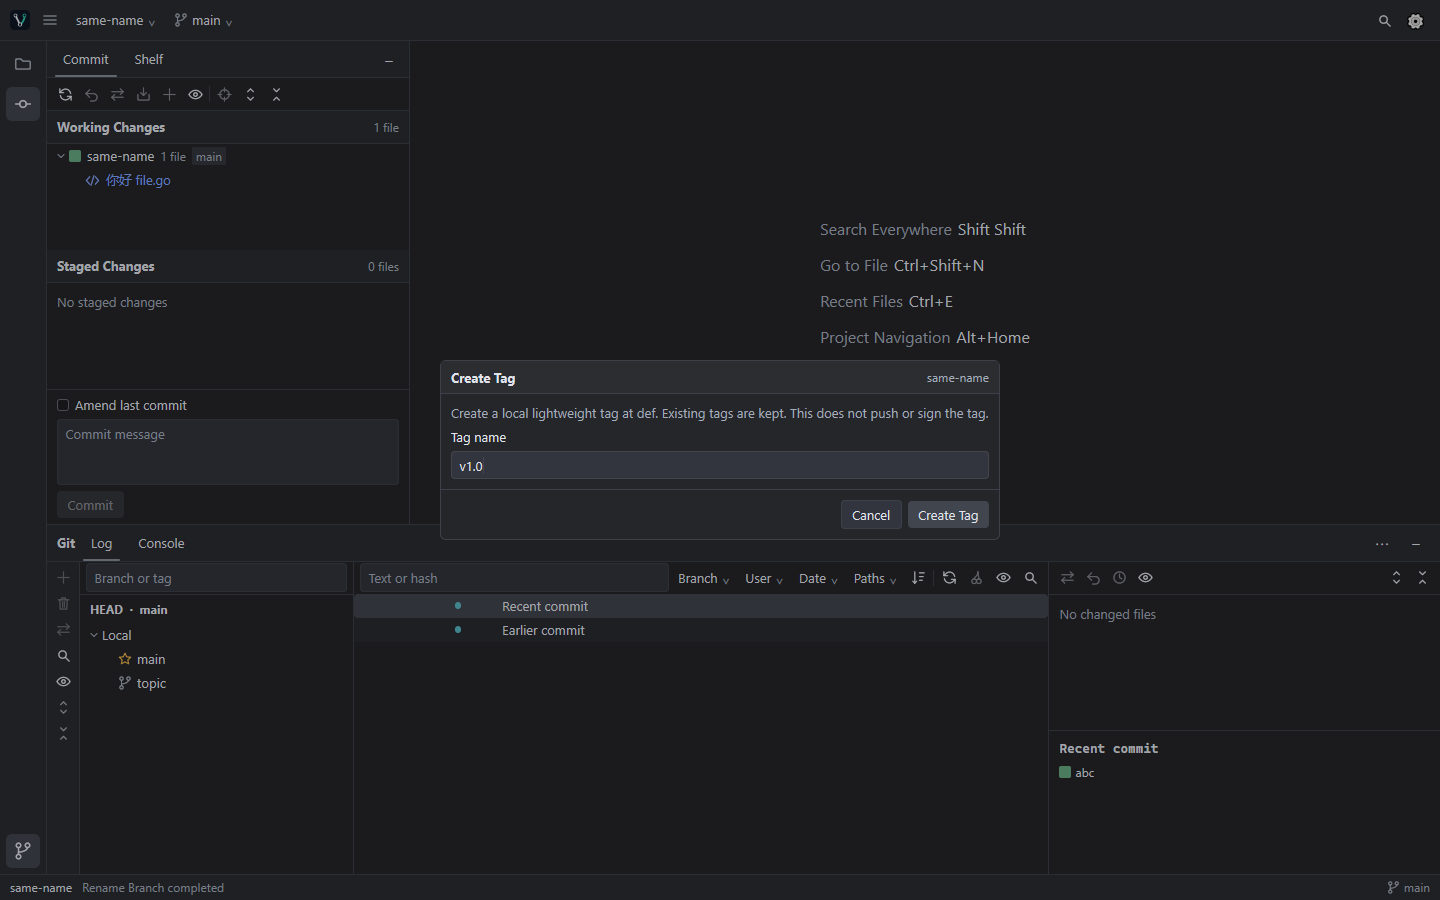 same-name
main
Commit
Shelf
Working Changes
1 file
same-name 1 file main
你好 file.go
Staged Changes
0 files
No staged changes
Amend last commit
Commit message
Commit
Search Everywhere Shift Shift
Go to File Ctrl+Shift+N
Recent Files Ctrl+E
Project Navigation Alt+Home
Create Tag
same-name
Create a local lightweight tag at def. Existing tags are kept. This does not push or sign the tag.
Tag name
v1.0
Cancel
Create Tag
Git
Log
Console
Branch or tag
HEAD · main
Local
main
topic
Text or hash
Branch
User
Date
Paths
Recent commit
Earlier commit
No changed files
Recent commit
abc
same-name
Rename Branch completed
main